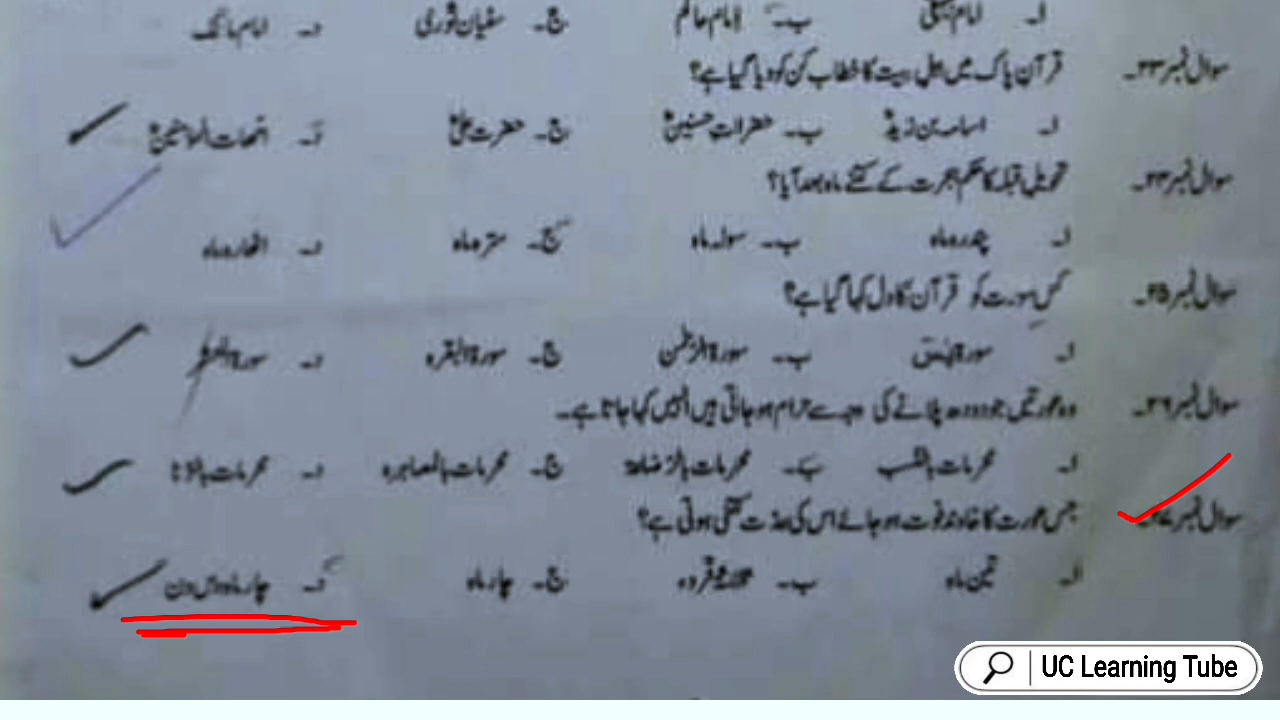 ا۔ امام بیہقی ب۔ امام حاکم ج۔ سفیان ثوری د۔ امام مالک
سوال نمبر ۲۳۔ قرآن پاک میں اہل بیت کا خطاب کن کو دیا گیا ہے؟
ا۔ اسامہ بن زیدؓ ب۔ حضرات حسنینؓ ج۔ حضرت علیؓ د۔ امہات المومنینؓ
سوال نمبر ۲۴۔ تحویل قبلہ کا حکم ہجرت کے کتنے ماہ بعد آیا؟
ا۔ پندرہ ماہ ب۔ سولہ ماہ ج۔ سترہ ماہ د۔ اٹھارہ ماہ
سوال نمبر ۲۵۔ کس سورت کو قرآن کا دل کہا گیا ہے؟
ا۔ سورۃ یٰسٓ ب۔ سورۃ الرحمٰن ج۔ سورۃ البقرہ د۔ سورۃ
سوال نمبر ۲۶۔ وہ عورتیں جو دودھ پلانے کی وجہ سے حرام ہو جاتی ہیں انہیں کہا جاتا ہے۔
ا۔ محرمات بالنسب ب۔ محرمات بالرضاعۃ ج۔ محرمات بالمصاہرہ د۔ محرمات بالزنا
سوال نمبر ۲۷۔ جس عورت کا خاوند فوت ہو جائے اس کی عدت کتنی ہوتی ہے؟
ا۔ تین ماہ ب۔ ج۔ چار ماہ د۔ چار ماہ دس دن
UC Learning Tube